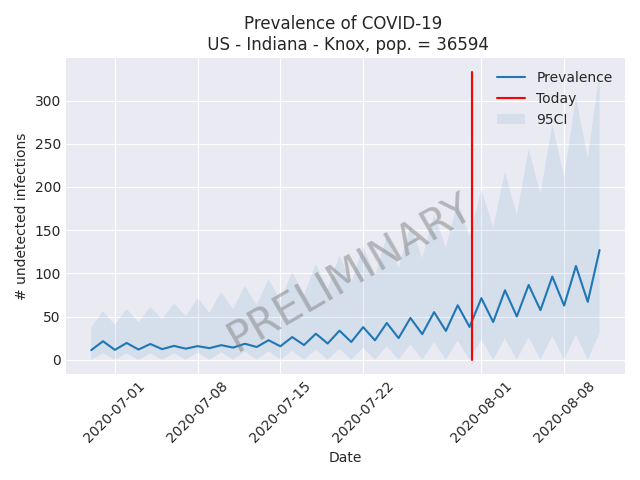 Prevalence of COVID-19
US - Indiana - Knox, pop. = 36594
Prevalence
Today
95CI
# undetected infections
300
250
200
150
100
50
0
PRELIMINARY
2020-07-01
2020-07-08
2020-07-15
2020-07-22
2020-08-01
2020-08-08
Date